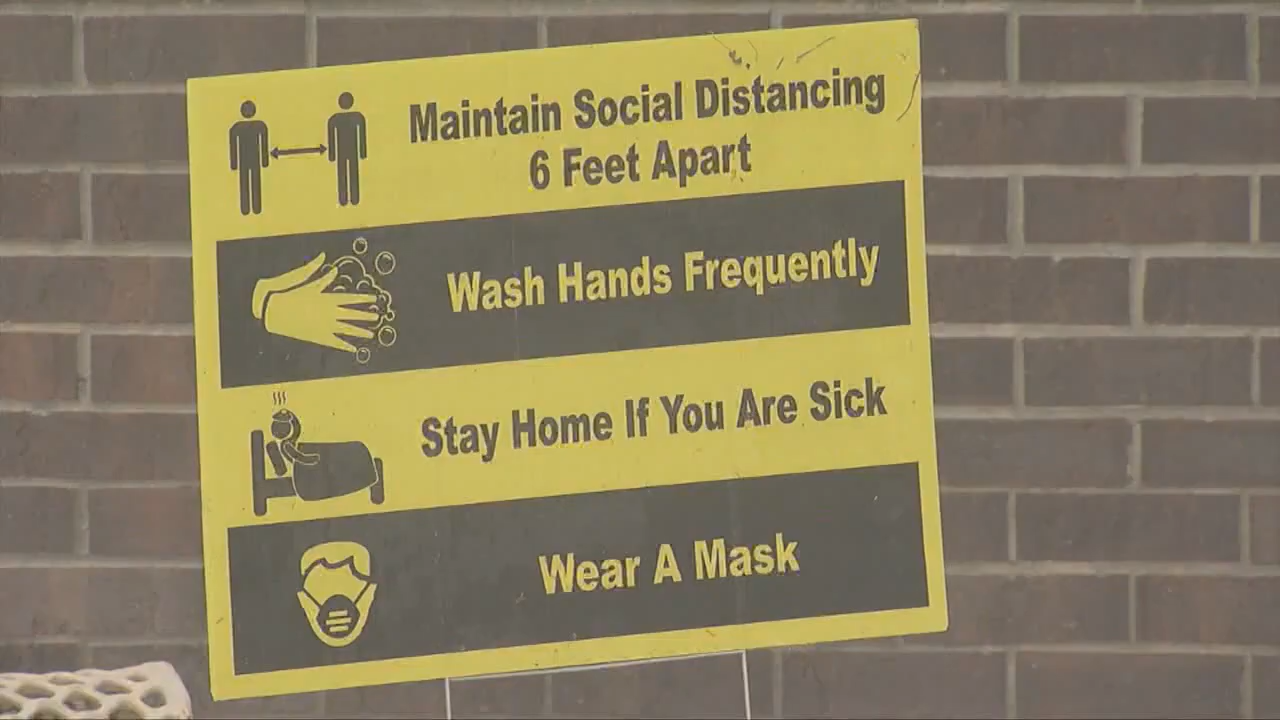 Maintain Social Distancing
6 Feet Apart
Wash Hands Frequently
Stay Home If You Are Sick
Wear A Mask